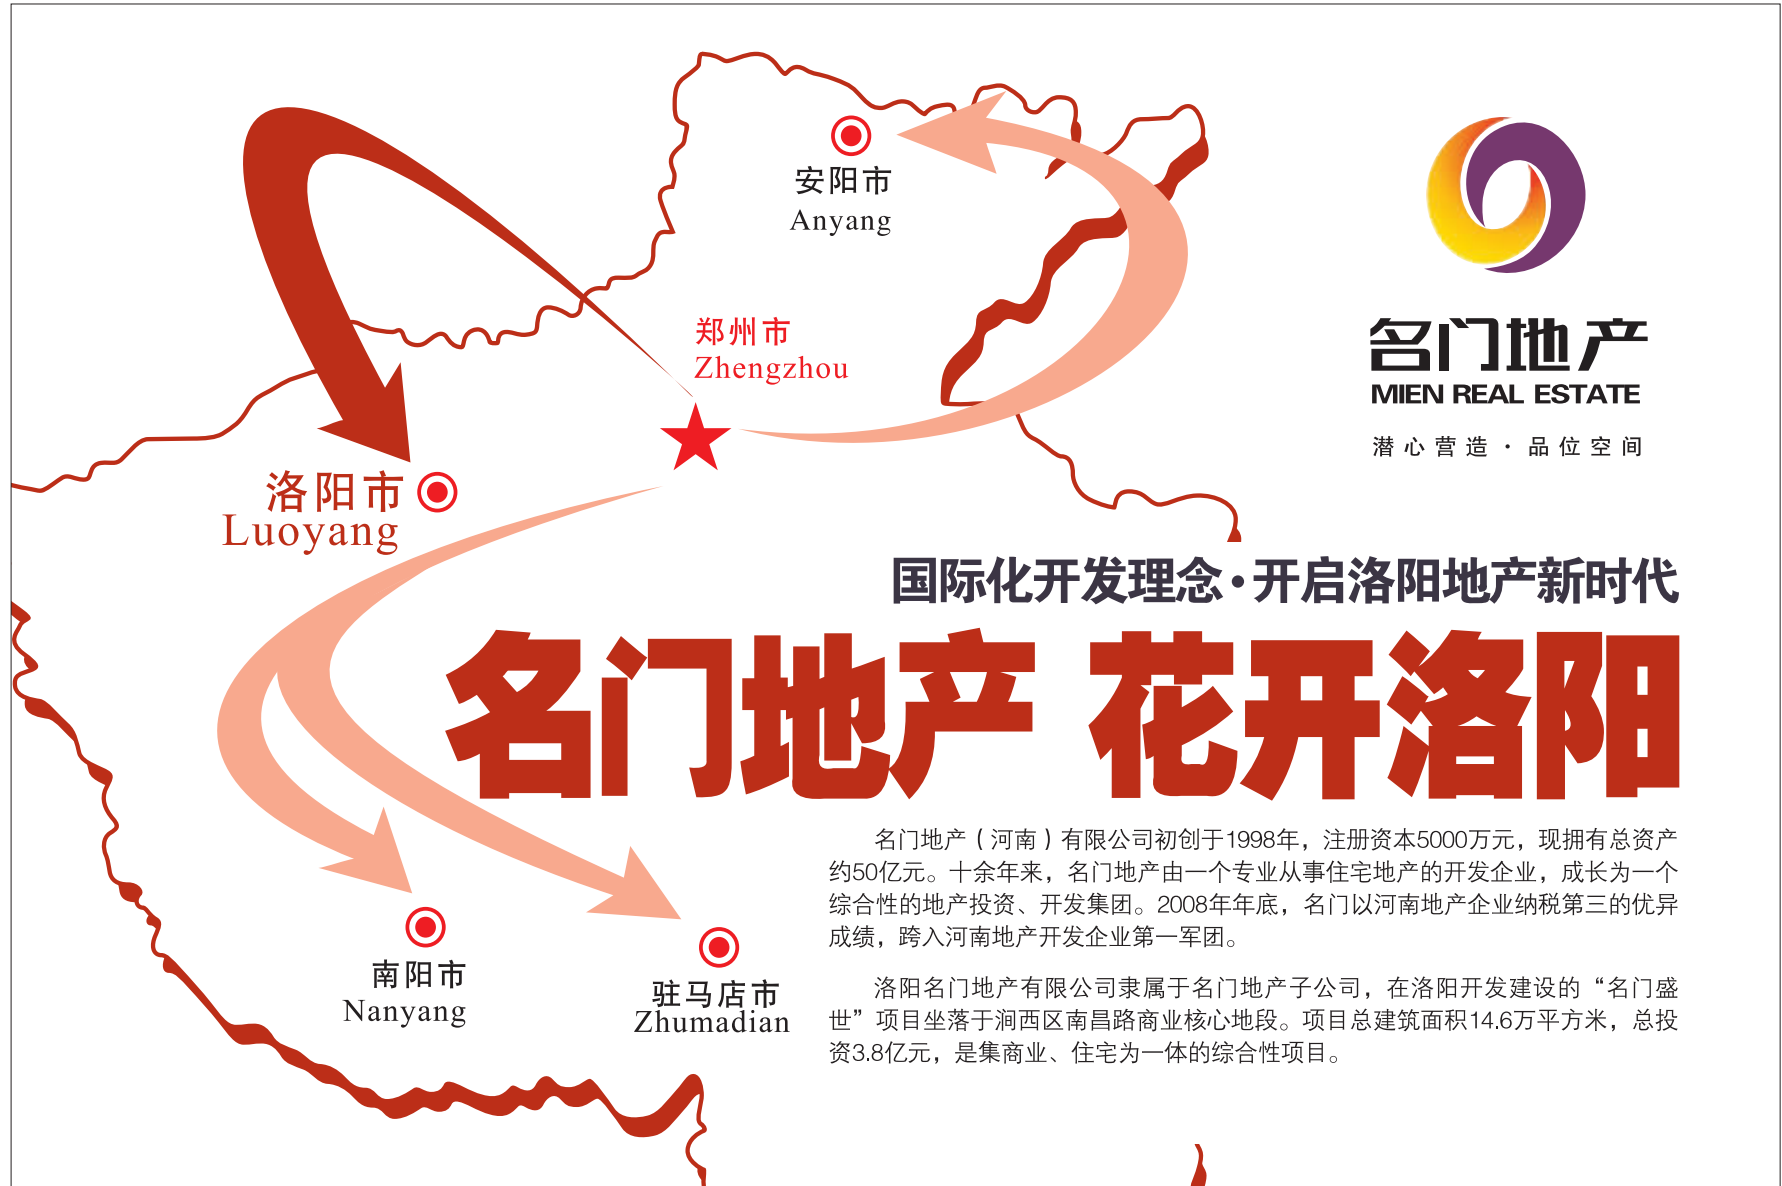 安阳市
Anyang
郑州市
Zhengzhou
名门地产
MIEN REAL ESTATE
潜心营造·品位空间
洛阳市
Luoyang
国际化开发理念·开启洛阳地产新时代
名门地产 花开洛阳
名门地产（河南）有限公司初创于1998年，注册资本5000万元，现拥有总资产
约50亿元。十余年来，名门地产由一个专业从事住宅地产的开发企业，成长为一个
综合性的地产投资、开发集团。2008年年底，名门以河南地产企业纳税第三的优异
成绩，跨入河南地产开发企业第一军团。
洛阳名门地产有限公司隶属于名门地产子公司，在洛阳开发建设的“名门盛
世”项目坐落于涧西区南昌路商业核心地段。项目总建筑面积14.6万平方米，总投
资3.8亿元，是集商业、住宅为一体的综合性项目。
南阳市
Nanyang
驻马店市
Zhumadian